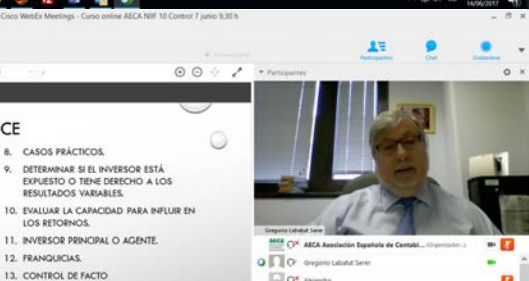 14/06/2017
Cisco WebEx Meetings - Curso online AECA NIIF 10 Control 7 junio 9,30 h
Participantes
Chat
Grabadora
Participantes
CE
8. CASOS PRÁCTICOS.
9. DETERMINAR SI EL INVERSOR ESTÁ
EXPUESTO O TIENE DERECHO A LOS
RESULTADOS VARIABLES.
10. EVALUAR LA CAPACIDAD PARA INFLUIR EN
LOS RETORNOS.
11. INVERSOR PRINCIPAL O AGENTE.
12. FRANQUICIAS.
13. CONTROL DE FACTO
Gregorio Labatut Serer
AECA Asociación Española de Contabi...
Gregorio Labatut Serer
Alejandro